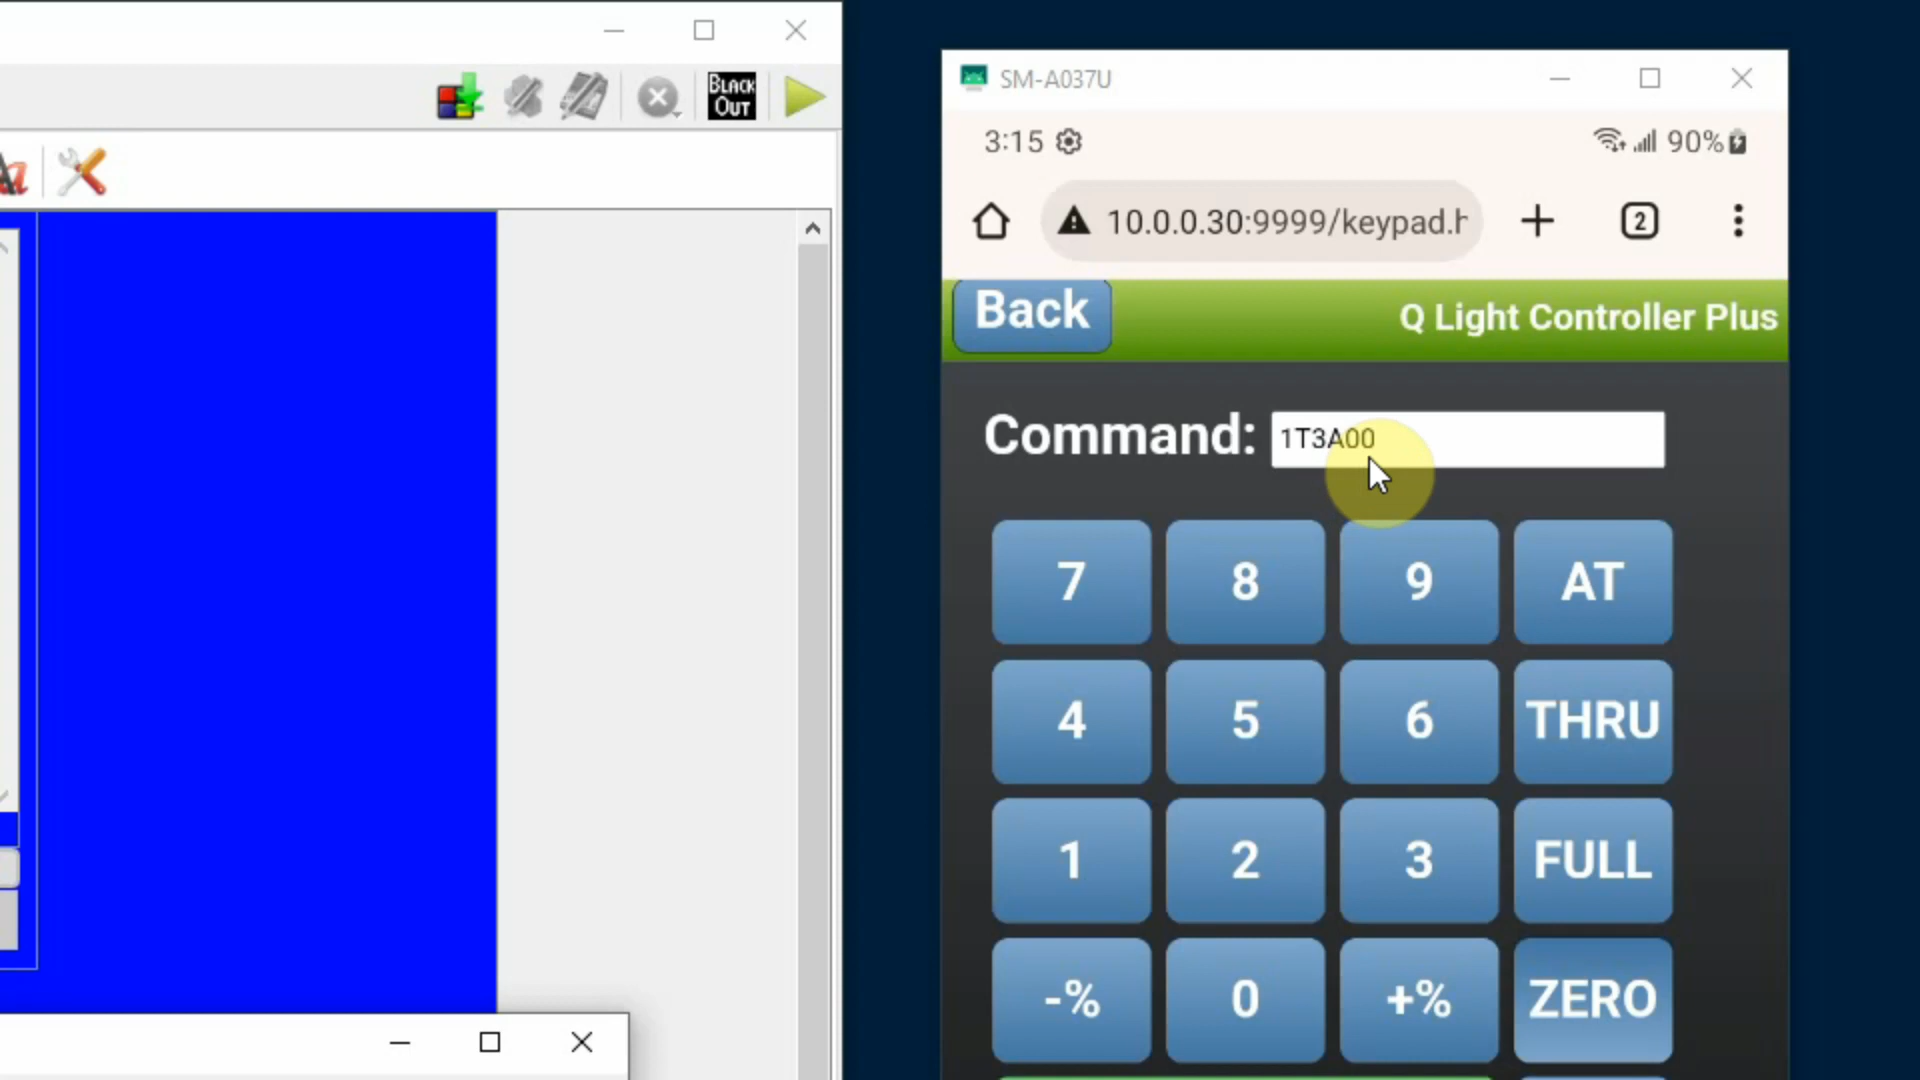 BLACK
OUT
SM-A037U
3:15
90%
10.0.0.30:9999/keypad.h
2
Back
Q Light Controller Plus
Command: 1T3A00
7 8 9 AT
4 5 6 THRU
1 2 3 FULL
-% 0 +% ZERO